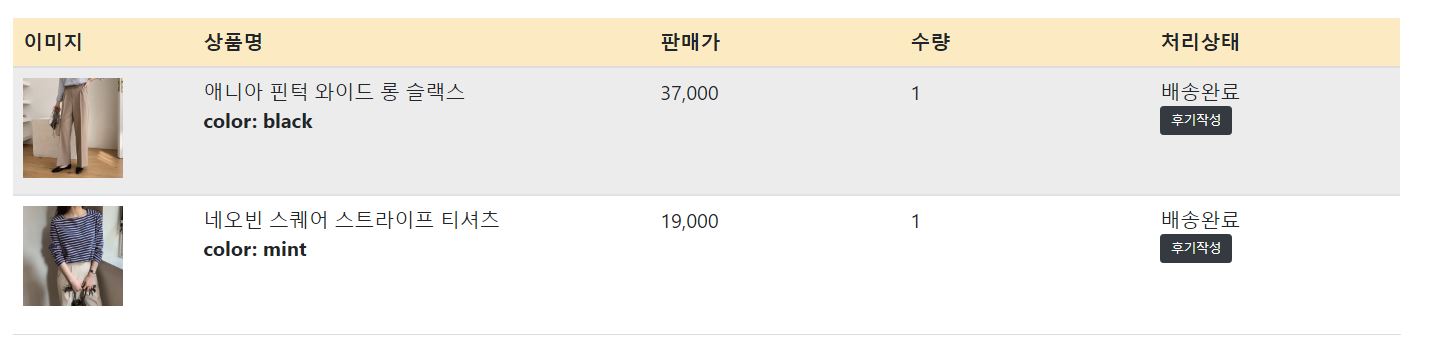 이미지 상품명 판매가 수량 처리상태
애니아 핀턱 와이드 롱 슬랙스 37,000 1 배송완료
color: black 후기작성
네오빈 스퀘어 스트라이프 티셔츠 19,000 1 배송완료
color: mint 후기작성